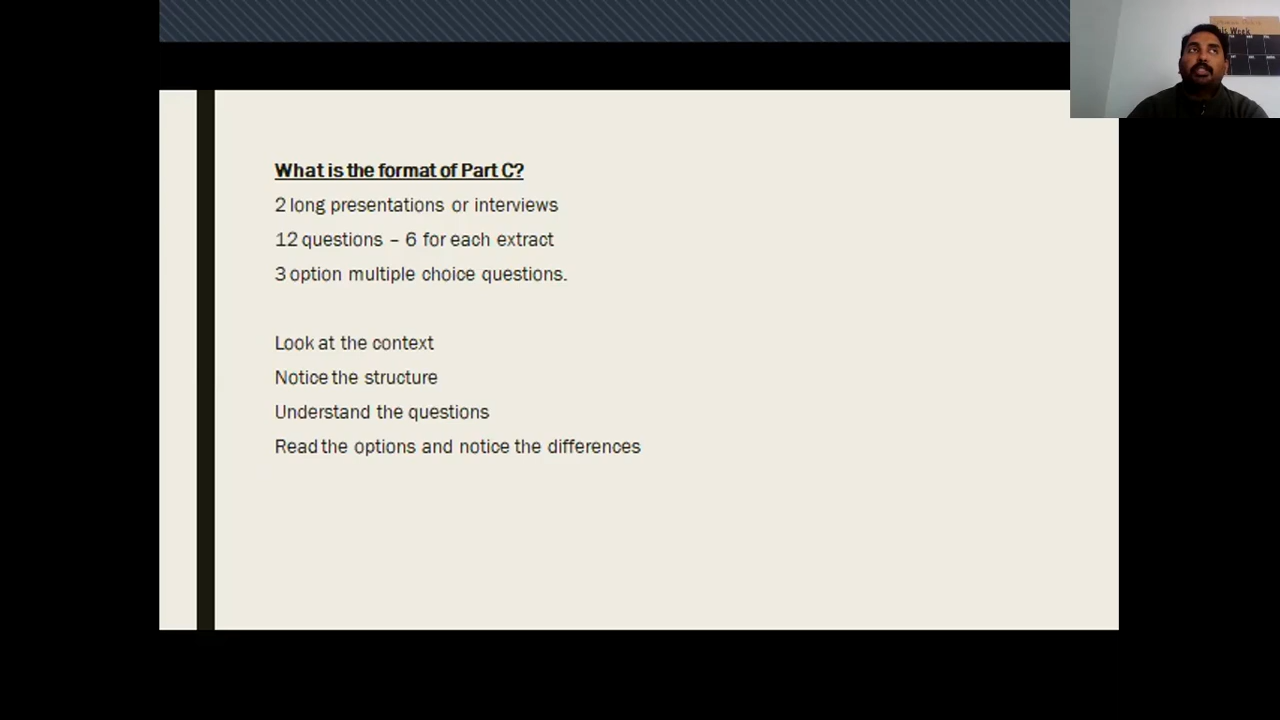 What is the format of Part C?
2 long presentations or interviews
12 questions – 6 for each extract
3 option multiple choice questions.
Look at the context
Notice the structure
Understand the questions
Read the options and notice the differences